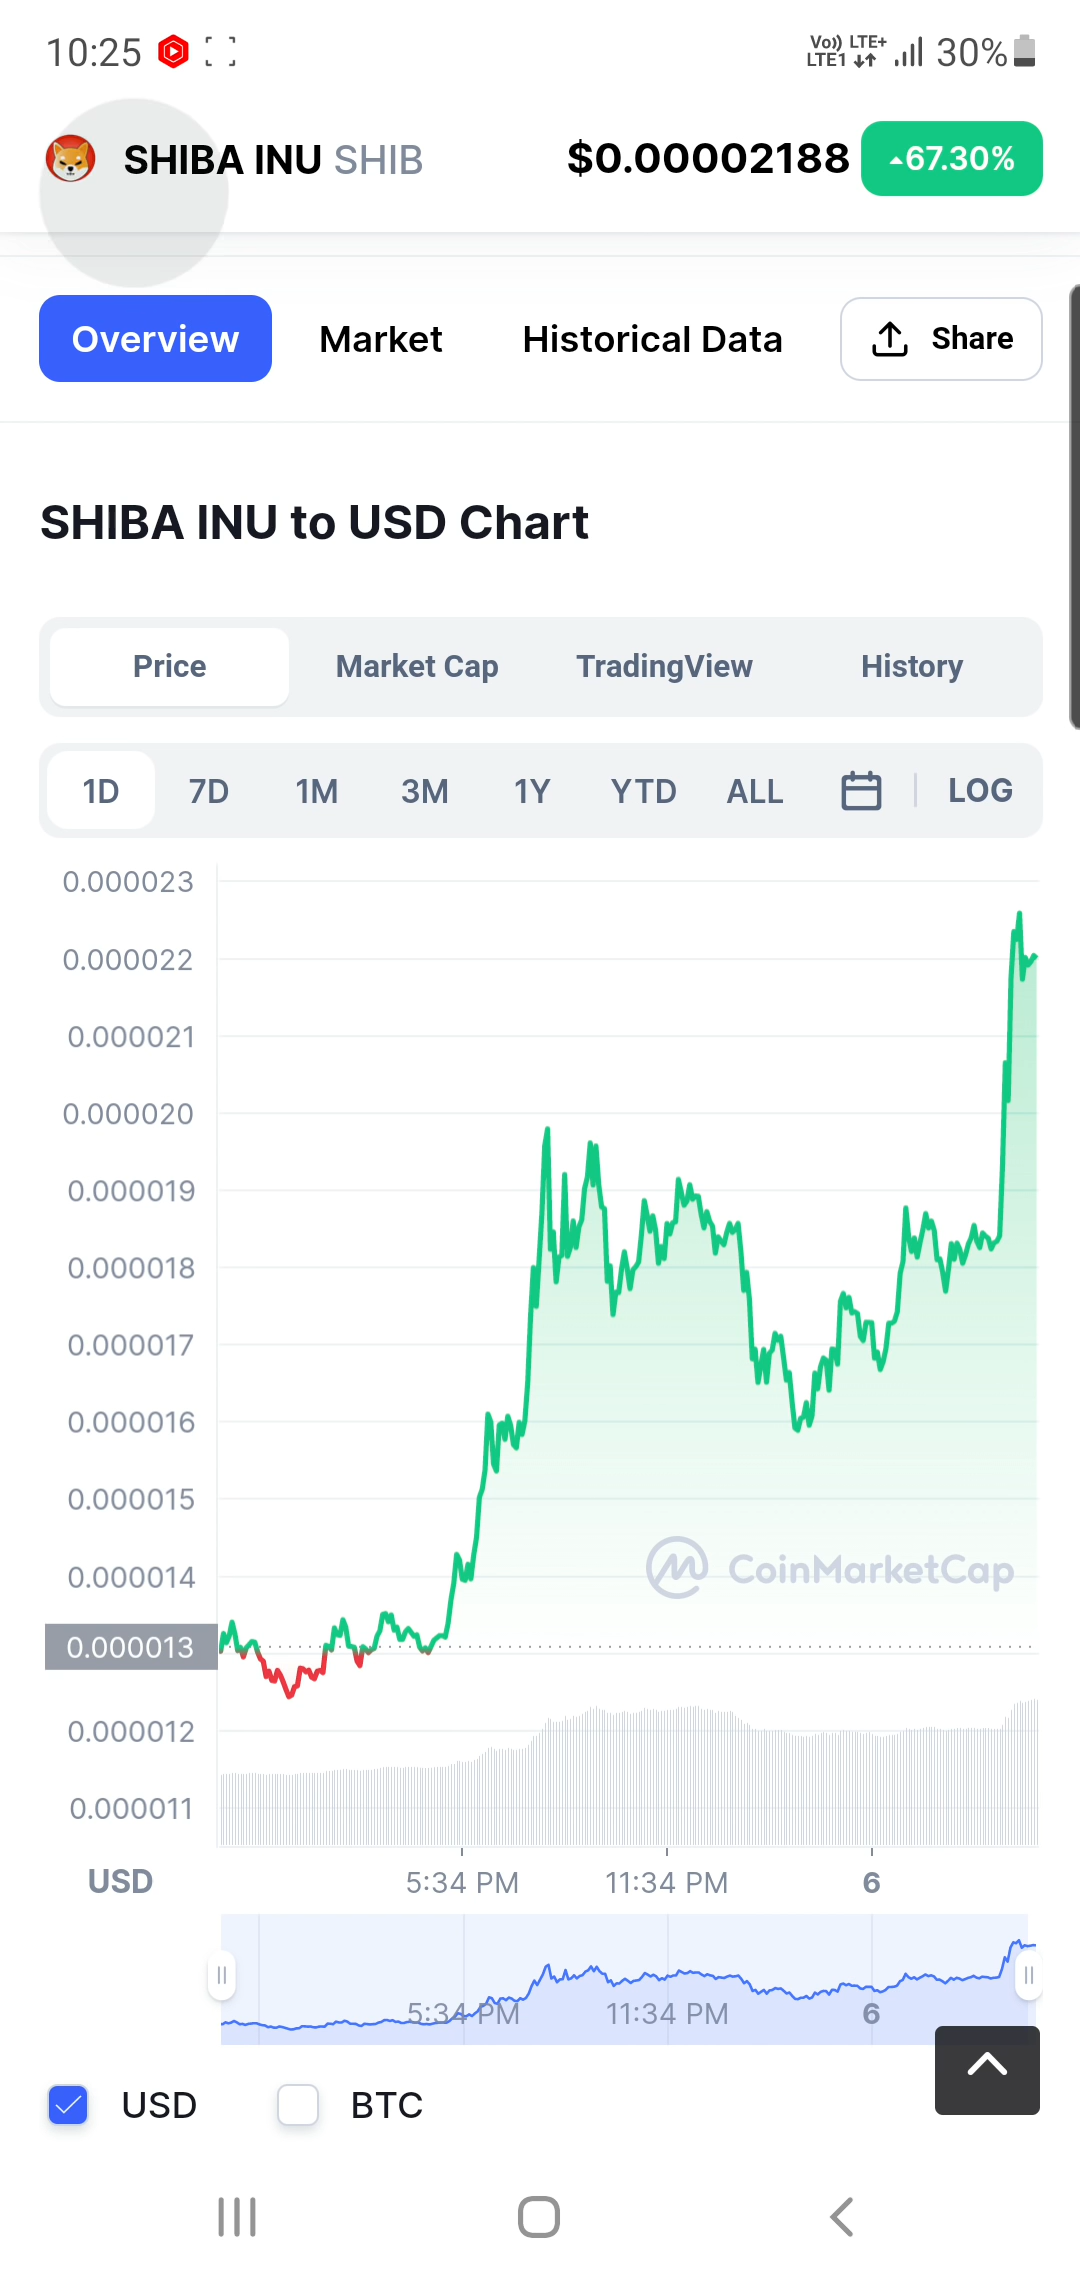 10:25 Vo)) LTE+ LTE1 30%
SHIBA INU SHIB $0.00002188 67.30%
Overview Market Historical Data Share
SHIBA INU to USD Chart
Price Market Cap TradingView History
1D 7D 1M 3M 1Y YTD ALL LOG
0.000023
0.000022
0.000021
0.000020
0.000019
0.000018
0.000017
0.000016
0.000015
0.000014
CoinMarketCap
0.000013
0.000012
0.000011
USD 5:34 PM 11:34 PM 6
5:34 PM 11:34 PM 6
USD BTC